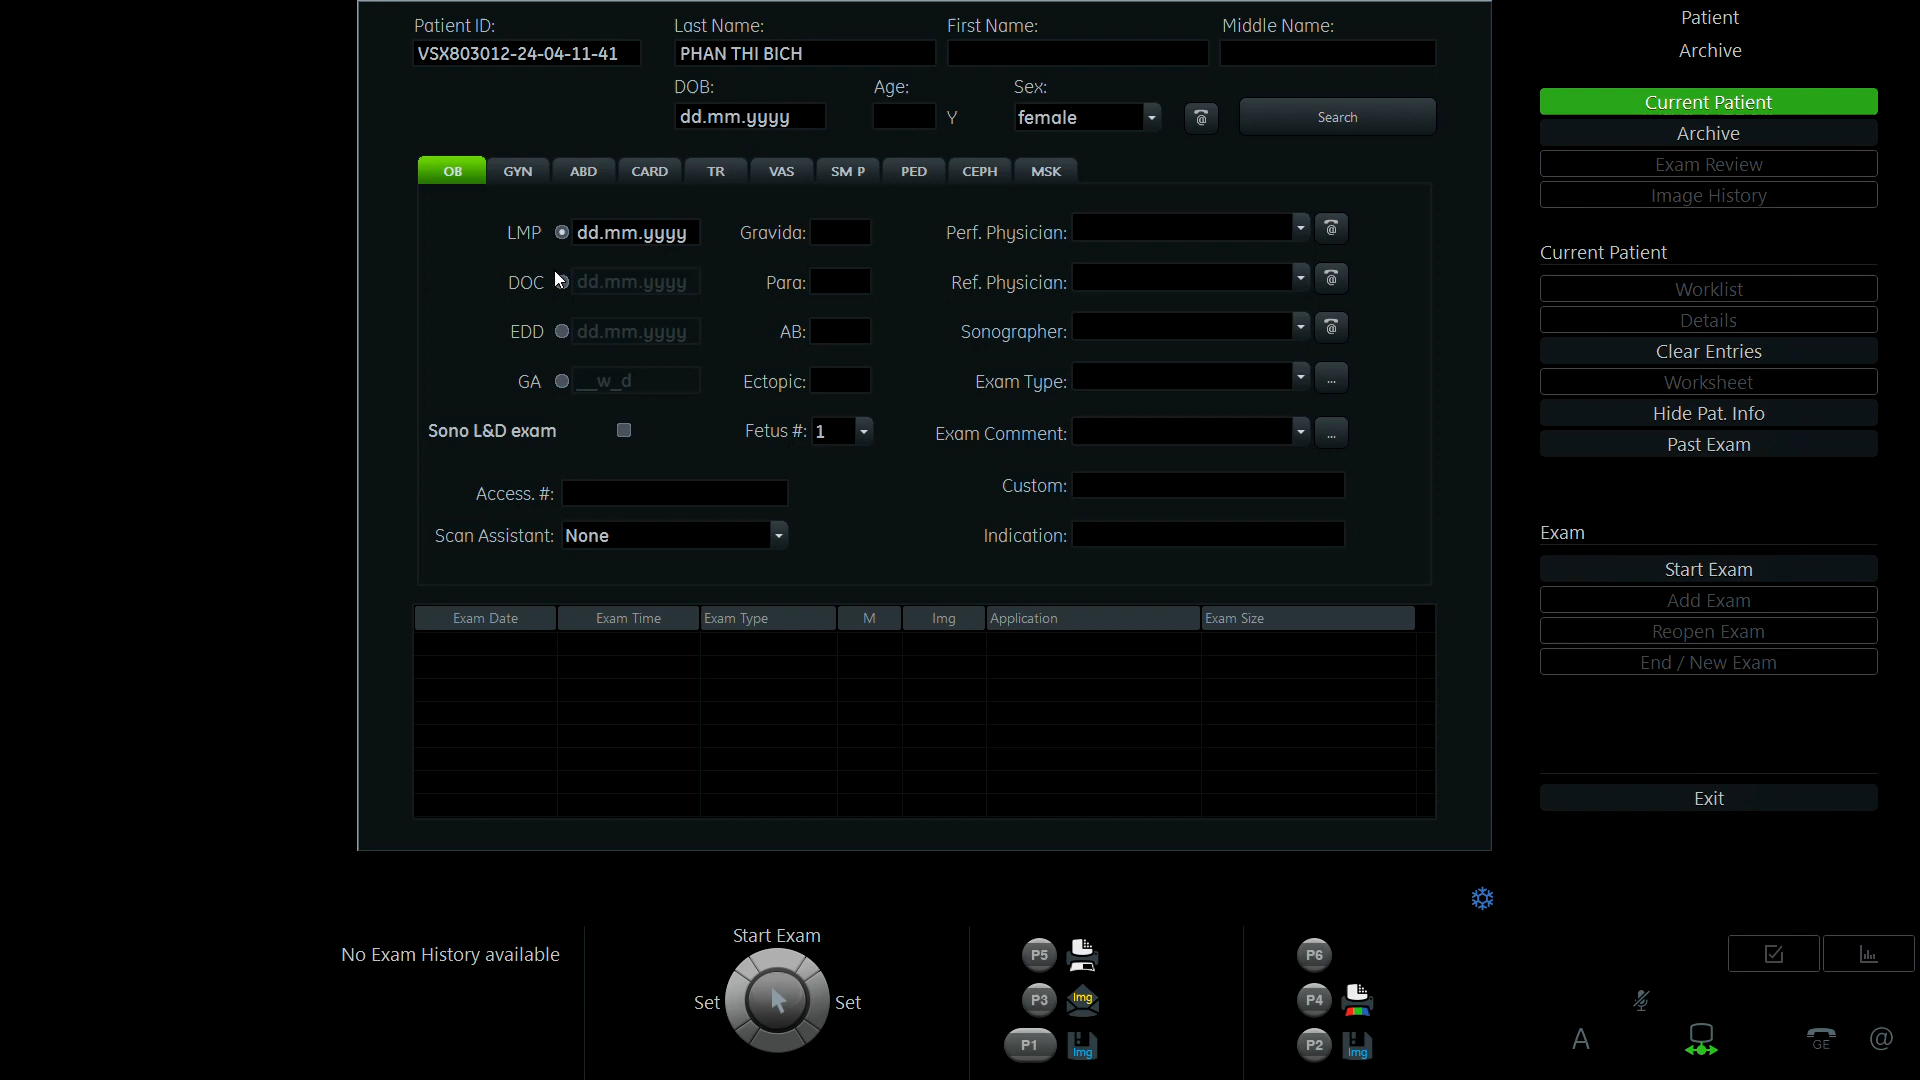 Patient ID: Last Name: First Name: Middle Name:
VSX803012-24-04-11-41 PHAN THI BICH
DOB: Age: Sex:
dd.mm.yyyy Y female @ Search
OB GYN ABD CARD TR VAS SM P PED CEPH MSK
LMP dd.mm.yyyy Gravida: Perf. Physician: @
DOC dd.mm.yyyy Para: Ref. Physician: @
EDD dd.mm.yyyy AB: Sonographer: @
GA __w_d Ectopic: Exam Type: ...
Sono L&D exam Fetus #: 1 Exam Comment: ...
Access. #: Custom:
Scan Assistant: None Indication:
Exam Date Exam Time Exam Type M Img Application Exam Size
Patient
Archive
Current Patient
Archive
Exam Review
Image History
Current Patient
Worklist
Details
Clear Entries
Worksheet
Hide Pat. Info
Past Exam
Exam
Start Exam
Add Exam
Reopen Exam
End / New Exam
Exit
No Exam History available
Start Exam
Set Set
P5 P6
P3 Img P4
P1 Img P2 Img
A GE @